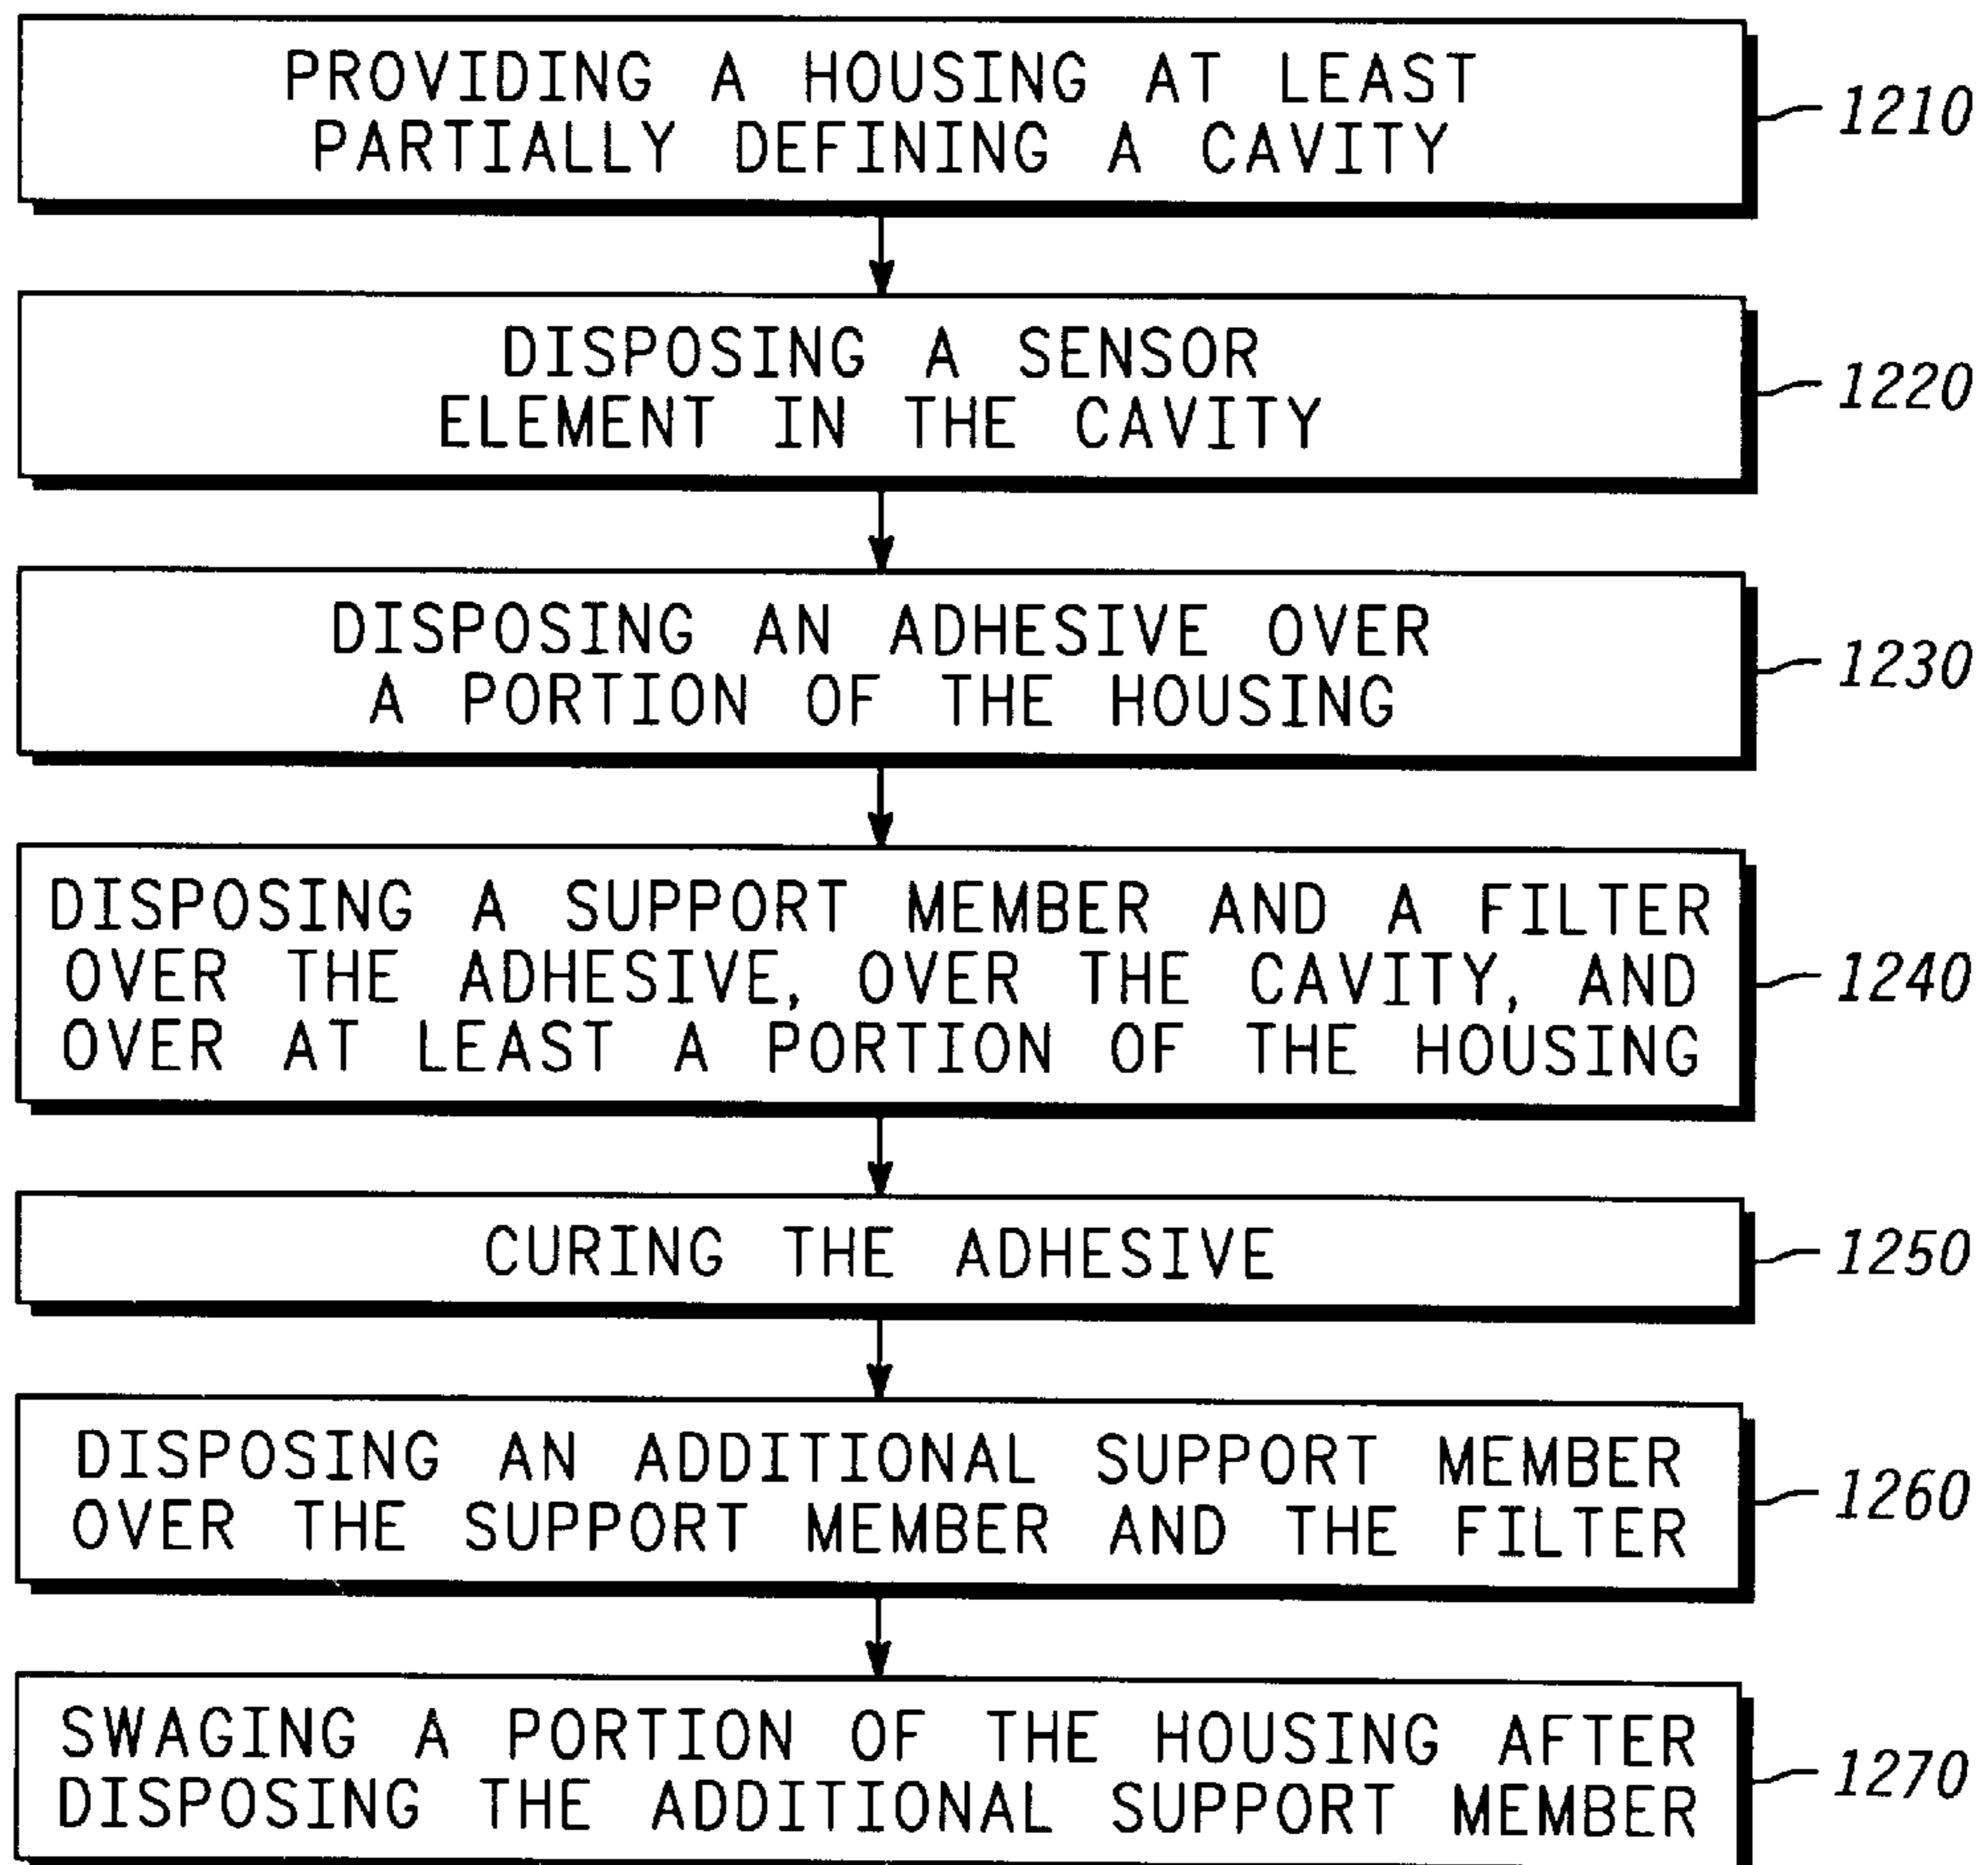 PROVIDING A HOUSING AT LEAST
PARTIALLY DEFINING A CAVITY
1210
DISPOSING A SENSOR
ELEMENT IN THE CAVITY
1220
DISPOSING AN ADHESIVE OVER
A PORTION OF THE HOUSING
1230
DISPOSING A SUPPORT MEMBER AND A FILTER
OVER THE ADHESIVE, OVER THE CAVITY, AND
OVER AT LEAST A PORTION OF THE HOUSING
1240
CURING THE ADHESIVE
1250
DISPOSING AN ADDITIONAL SUPPORT MEMBER
OVER THE SUPPORT MEMBER AND THE FILTER
1260
SWAGING A PORTION OF THE HOUSING AFTER
DISPOSING THE ADDITIONAL SUPPORT MEMBER
1270